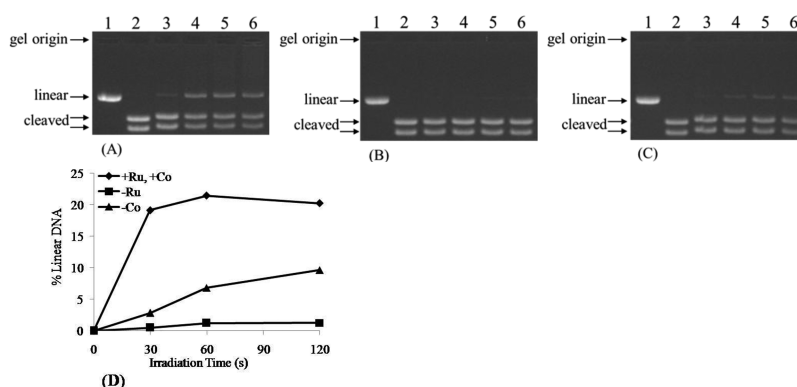 1 2 3 4 5 6
gel origin
linear
cleaved
(A)
1 2 3 4 5 6
gel origin
linear
cleaved
(B)
1 2 3 4 5 6
gel origin
linear
cleaved
(C)
+Ru, +Co
-Ru
-Co
% Linear DNA
25
20
15
10
5
0
0 30 60 90 120
Irradiation Time (s)
(D)